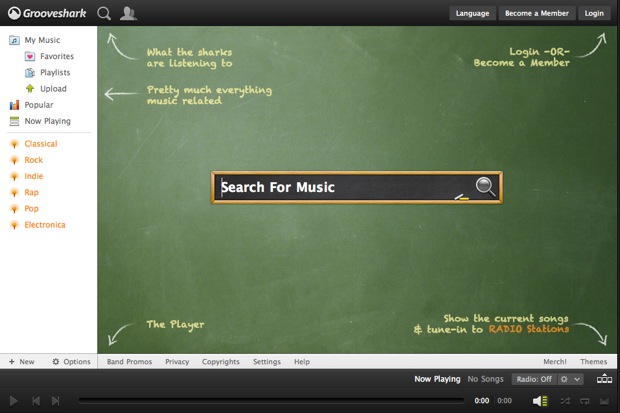 Grooveshark
Language
Become a Member
Login
My Music
Favorites
Playlists
Upload
Popular
Now Playing
Classical
Rock
Indie
Rap
Pop
Electronica
What the sharks
are listening to
Pretty much everything
music related
Login -OR-
Become a Member
Search For Music
The Player
Show the current songs
& tune-in to RADIO Stations
+ New
Options
Band Promos
Privacy
Copyrights
Settings
Help
Merch!
Themes
Now Playing No Songs
Radio: Off
0:00 0:00